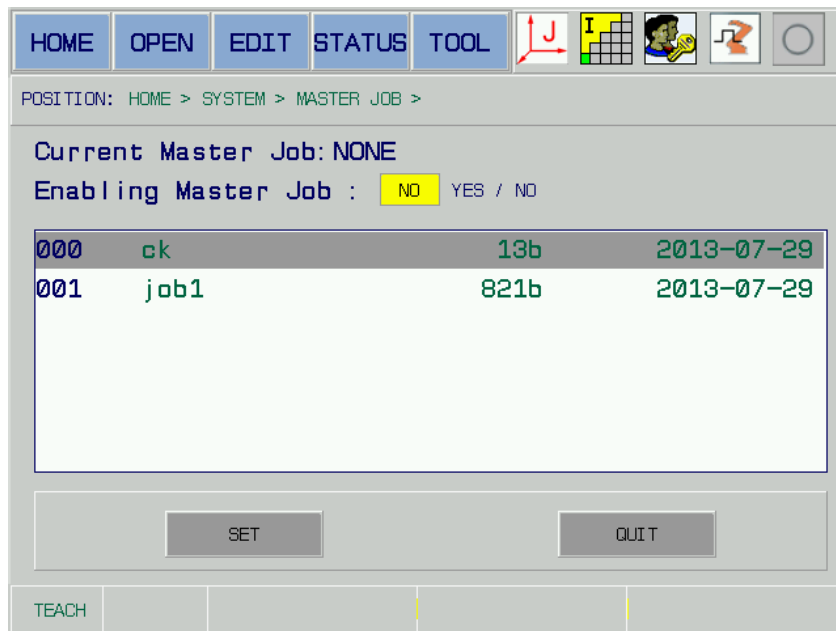 HOME OPEN EDIT STATUS TOOL J I
POSITION: HOME > SYSTEM > MASTER JOB >
Current Master Job: NONE
Enabling Master Job : NO YES / NO
000 ck 13b 2013-07-29
001 job1 821b 2013-07-29
SET QUIT
TEACH